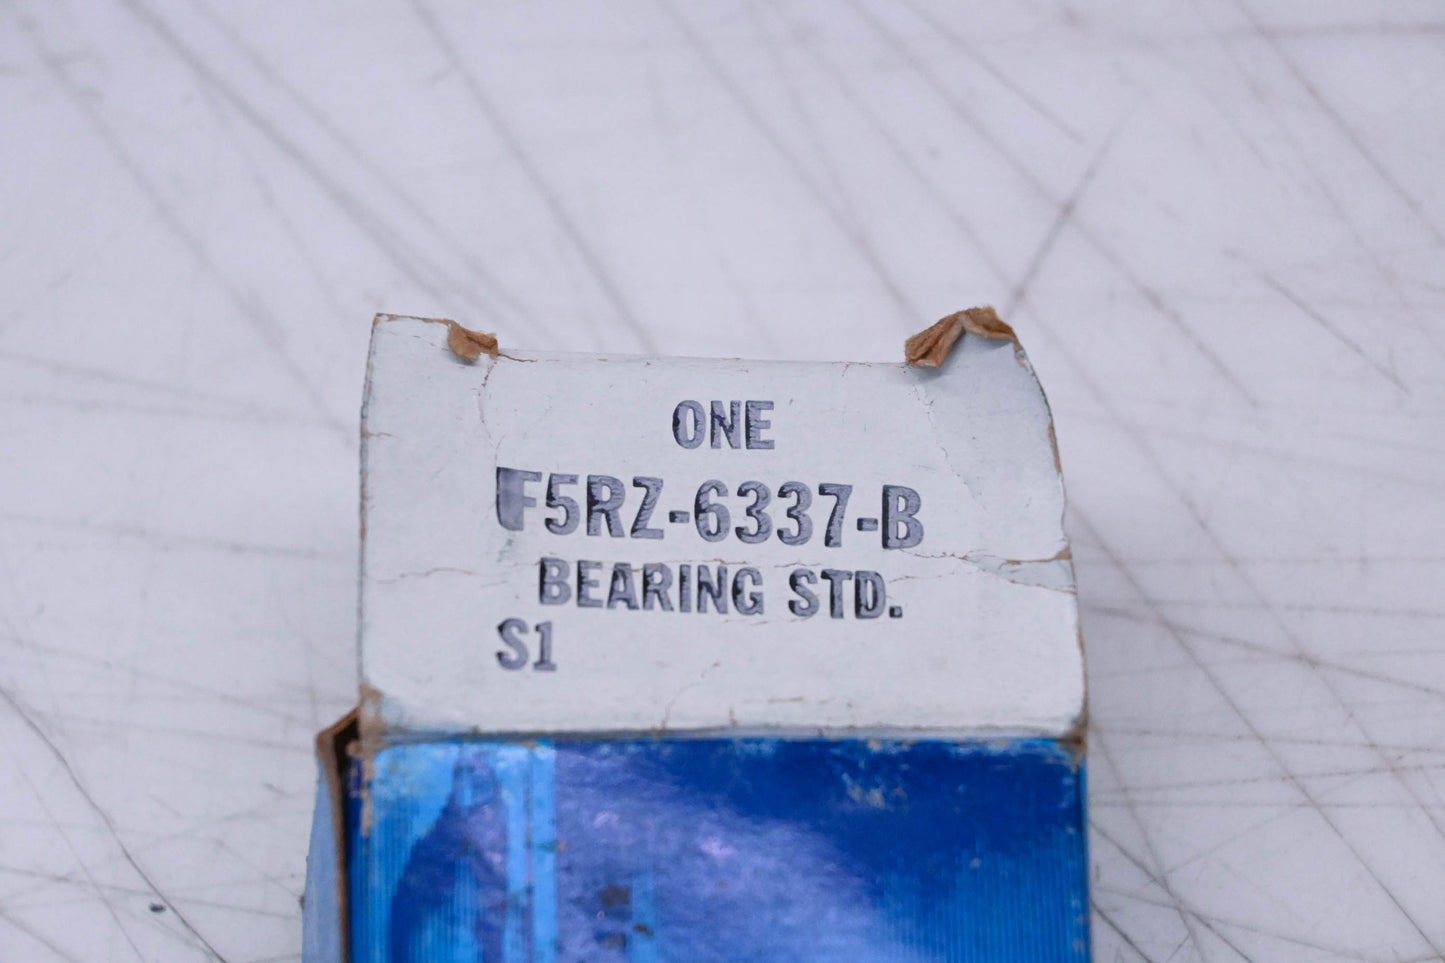 ONE
F5RZ-6337-B
BEARING STD.
S1